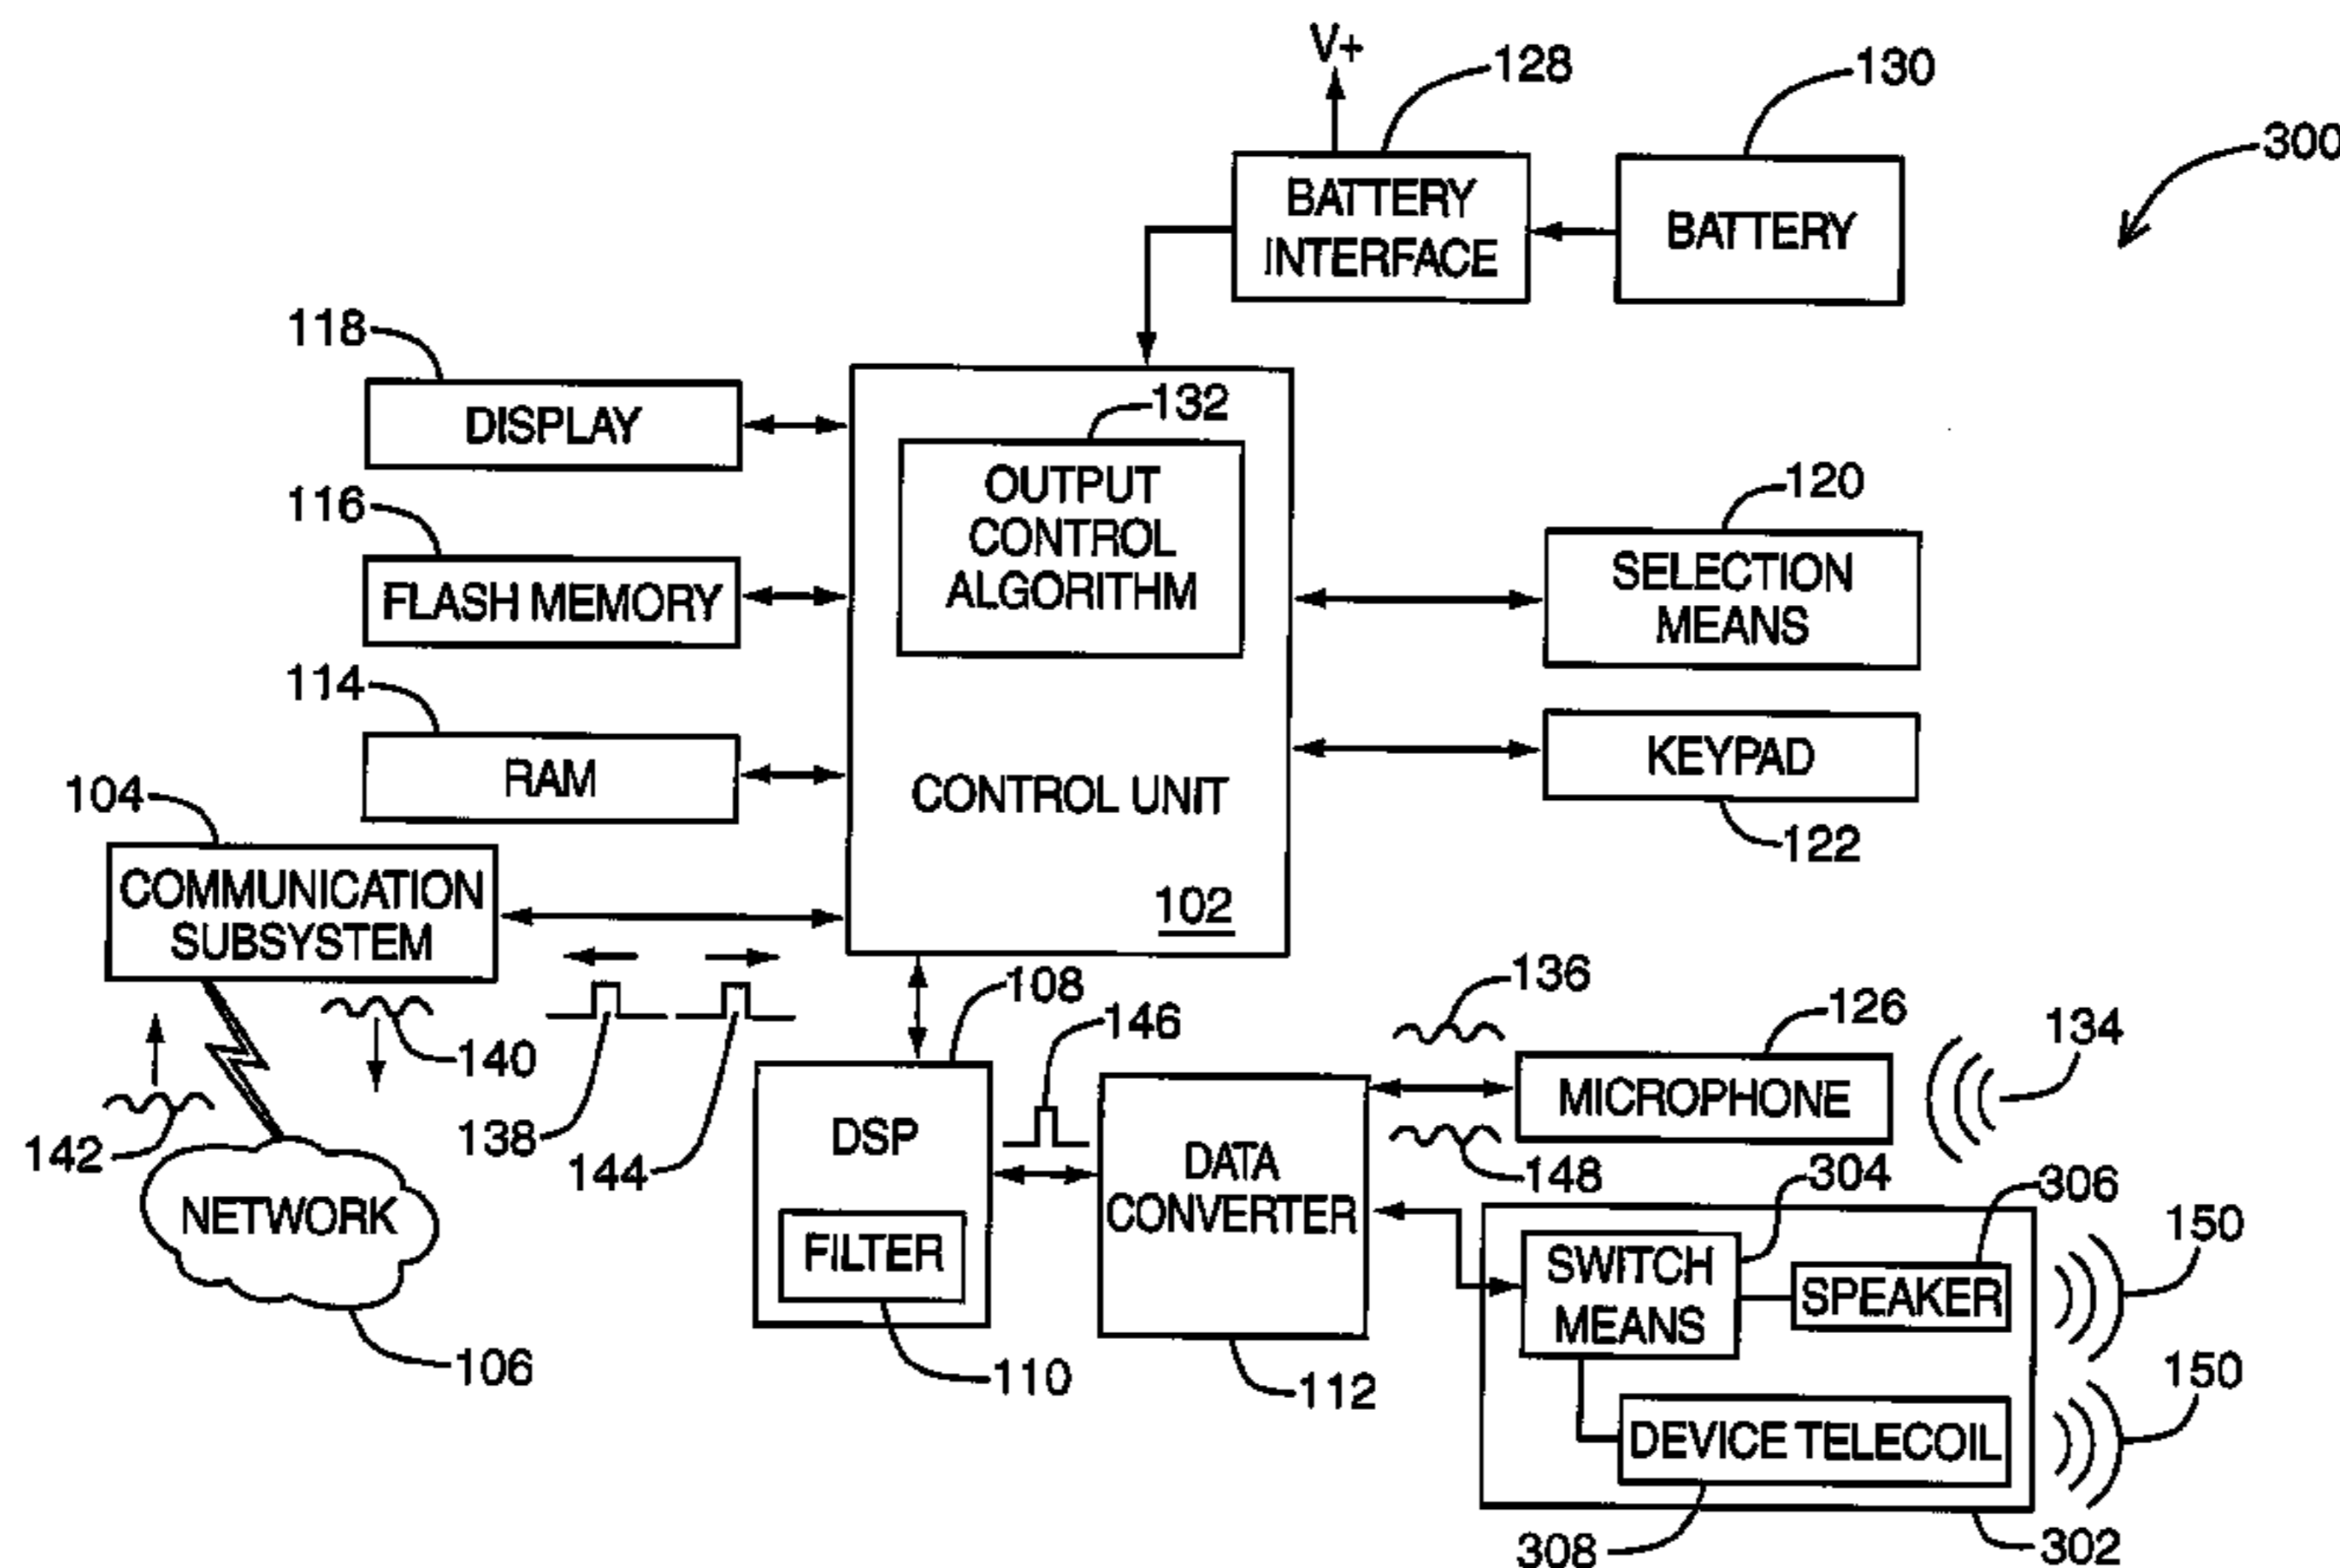 V+
128
130
300
BATTERY
INTERFACE
BATTERY
118
DISPLAY
132
OUTPUT
CONTROL
ALGORITHM
116
FLASH MEMORY
120
SELECTION
MEANS
114
RAM
CONTROL UNIT
102
KEYPAD
122
104
COMMUNICATION
SUBSYSTEM
108
136
126
134
140
146
142
138
144
DSP
DATA
CONVERTER
MICROPHONE
148
304
306
150
NETWORK
FILTER
SWITCH
MEANS
SPEAKER
106
110
112
150
DEVICE TELECOIL
308
302